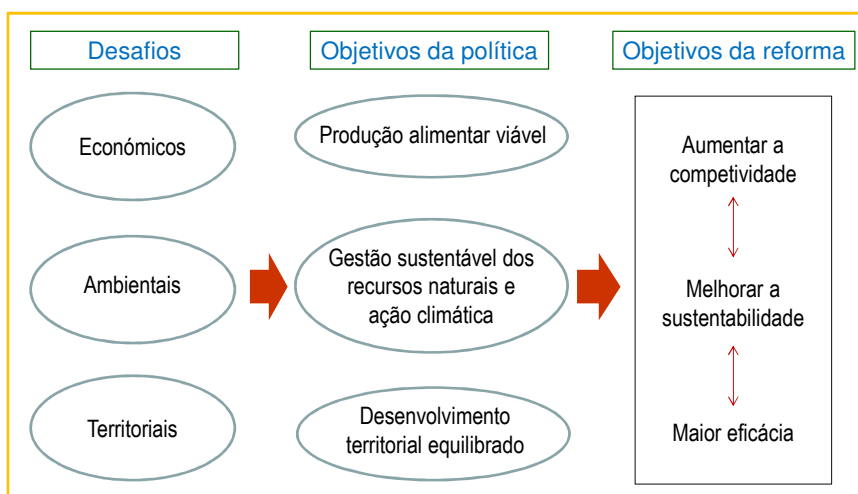 Desafios
Objetivos da política
Objetivos da reforma
Económicos
Produção alimentar viável
Aumentar a
competividade
Ambientais
Gestão sustentável dos
recursos naturais e
ação climática
Melhorar a
sustentabilidade
Territoriais
Desenvolvimento
territorial equilibrado
Maior eficácia